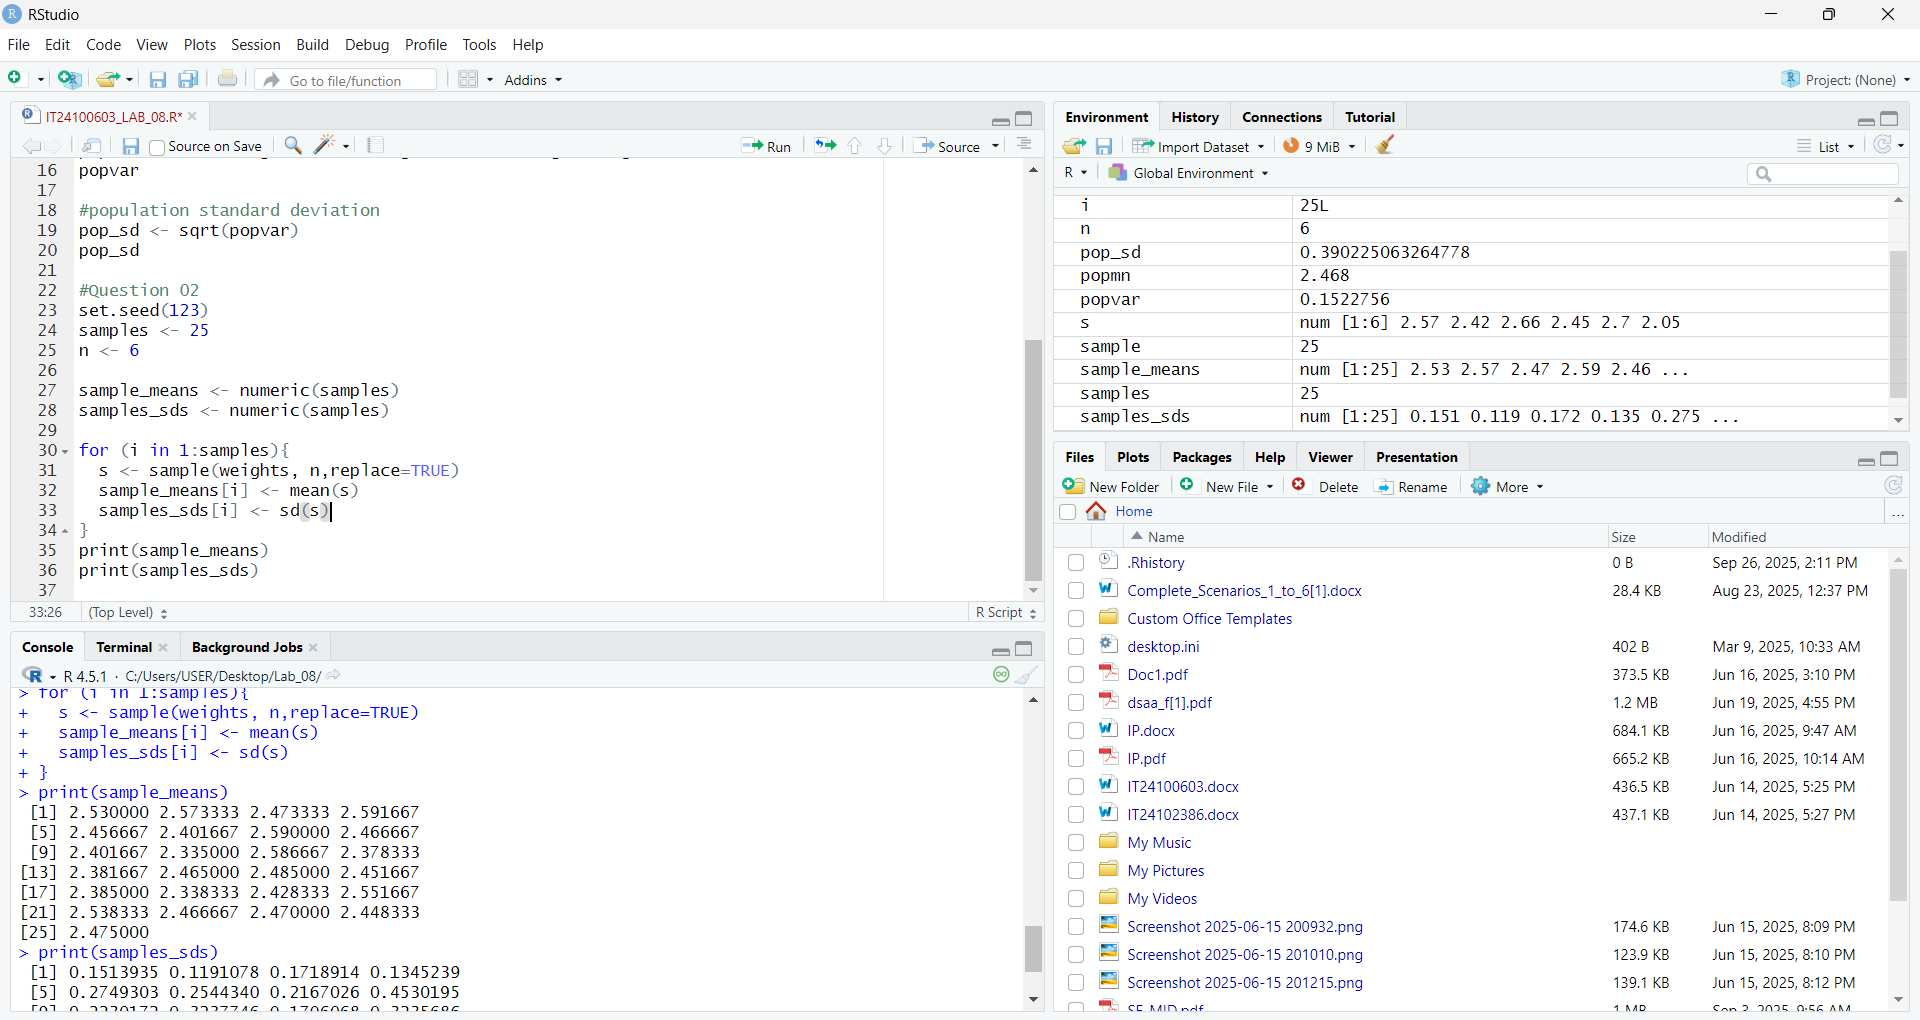 RStudio
File Edit Code View Plots Session Build Debug Profile Tools Help
Go to file/function Addins Project: (None)
IT24100603_LAB_08.R*
Source on Save Run Source
16 popvar
17
18 #population standard deviation
19 pop_sd <- sqrt(popvar)
20 pop_sd
21
22 #Question 02
23 set.seed(123)
24 samples <- 25
25 n <- 6
26
27 sample_means <- numeric(samples)
28 samples_sds <- numeric(samples)
29
30 for (i in 1:samples){
31 s <- sample(weights, n,replace=TRUE)
32 sample_means[i] <- mean(s)
33 samples_sds[i] <- sd(s)
34 }
35 print(sample_means)
36 print(samples_sds)
37
33:26 (Top Level) R Script
Console Terminal Background Jobs
R 4.5.1 · C:/Users/USER/Desktop/Lab_08/
> for (i in 1:samples){
+ s <- sample(weights, n,replace=TRUE)
+ sample_means[i] <- mean(s)
+ samples_sds[i] <- sd(s)
+ }
> print(sample_means)
[1] 2.530000 2.573333 2.473333 2.591667
[5] 2.456667 2.401667 2.590000 2.466667
[9] 2.401667 2.335000 2.586667 2.378333
[13] 2.381667 2.465000 2.485000 2.451667
[17] 2.385000 2.338333 2.428333 2.551667
[21] 2.538333 2.466667 2.470000 2.448333
[25] 2.475000
> print(samples_sds)
[1] 0.1513935 0.1191078 0.1718914 0.1345239
[5] 0.2749303 0.2544340 0.2167026 0.4530195
Environment History Connections Tutorial
Import Dataset 9 MiB List
R Global Environment
i 25L
n 6
pop_sd 0.390225063264778
popmn 2.468
popvar 0.1522756
s num [1:6] 2.57 2.42 2.66 2.45 2.7 2.05
sample 25
sample_means num [1:25] 2.53 2.57 2.47 2.59 2.46 ...
samples 25
samples_sds num [1:25] 0.151 0.119 0.172 0.135 0.275 ...
Files Plots Packages Help Viewer Presentation
New Folder New File Delete Rename More
Home ...
Name Size Modified
.Rhistory 0 B Sep 26, 2025, 2:11 PM
Complete_Scenarios_1_to_6[1].docx 28.4 KB Aug 23, 2025, 12:37 PM
Custom Office Templates
desktop.ini 402 B Mar 9, 2025, 10:33 AM
Doc1.pdf 373.5 KB Jun 16, 2025, 3:10 PM
dsaa_f[1].pdf 1.2 MB Jun 19, 2025, 4:55 PM
IP.docx 684.1 KB Jun 16, 2025, 9:47 AM
IP.pdf 665.2 KB Jun 16, 2025, 10:14 AM
IT24100603.docx 436.5 KB Jun 14, 2025, 5:25 PM
IT24102386.docx 437.1 KB Jun 14, 2025, 5:27 PM
My Music
My Pictures
My Videos
Screenshot 2025-06-15 200932.png 174.6 KB Jun 15, 2025, 8:09 PM
Screenshot 2025-06-15 201010.png 123.9 KB Jun 15, 2025, 8:10 PM
Screenshot 2025-06-15 201215.png 139.1 KB Jun 15, 2025, 8:12 PM
SE MID.pdf 1 MB Sep 3, 2025, 9:56 AM